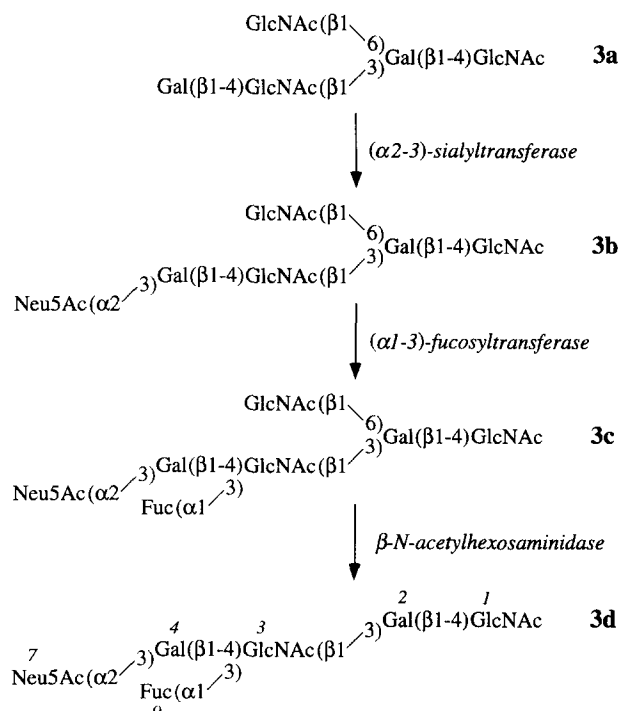 GlcNAc(β1
6)
Gal(β1-4)GlcNAc 3a
3)
Gal(β1-4)GlcNAc(β1
(α2-3)-sialyltransferase
GlcNAc(β1
6)
Gal(β1-4)GlcNAc 3b
3)
Gal(β1-4)GlcNAc(β1
3)
Neu5Ac(α2
(α1-3)-fucosyltransferase
GlcNAc(β1
6)
Gal(β1-4)GlcNAc 3c
3)
Gal(β1-4)GlcNAc(β1
3)
Neu5Ac(α2
3)
Fuc(α1
β-N-acetylhexosaminidase
2 1
Gal(β1-4)GlcNAc 3d
4 3
3)
Gal(β1-4)GlcNAc(β1
7
3)
Neu5Ac(α2
3)
Fuc(α1